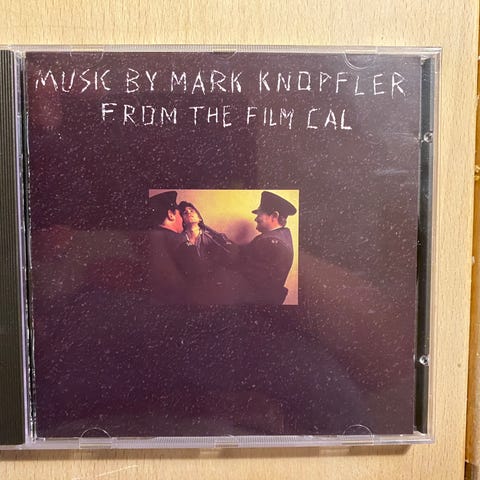 MUSIC BY MARK KNOPFLER
FROM THE FILM CAL